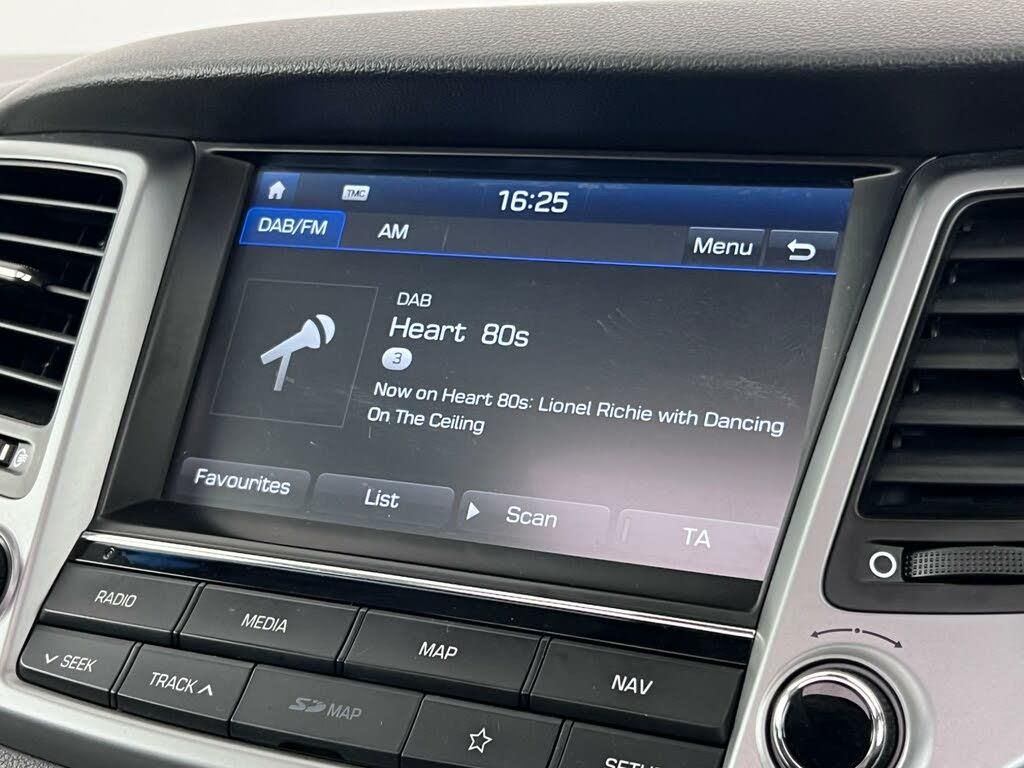 TMC 16:25
DAB/FM AM Menu
DAB
Heart 80s
3
Now on Heart 80s: Lionel Richie with Dancing
On The Ceiling
Favourites List Scan TA
RADIO MEDIA MAP NAV
SEEK TRACK SD MAP